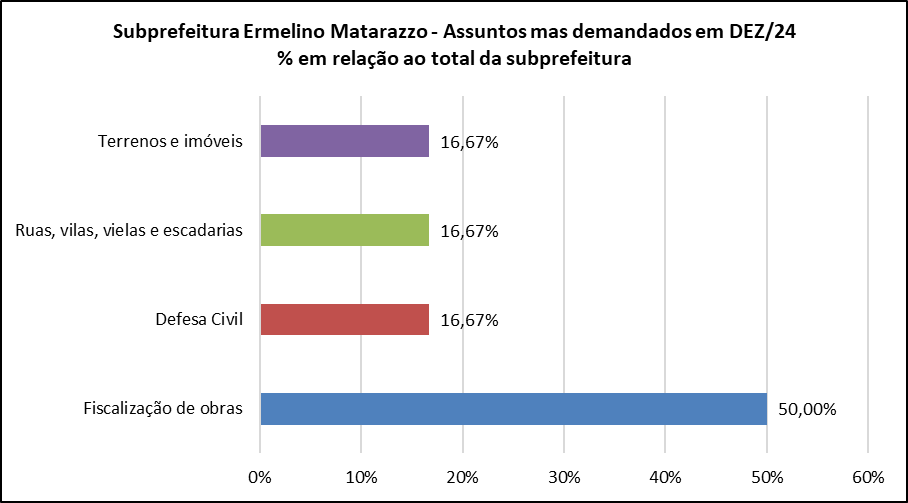 Subprefeitura Ermelino Matarazzo - Assuntos mas demandados em DEZ/24
% em relação ao total da subprefeitura
Terrenos e imóveis
16,67%
Ruas, vilas, vielas e escadarias
16,67%
Defesa Civil
16,67%
Fiscalização de obras
50,00%
0% 10% 20% 30% 40% 50% 60%